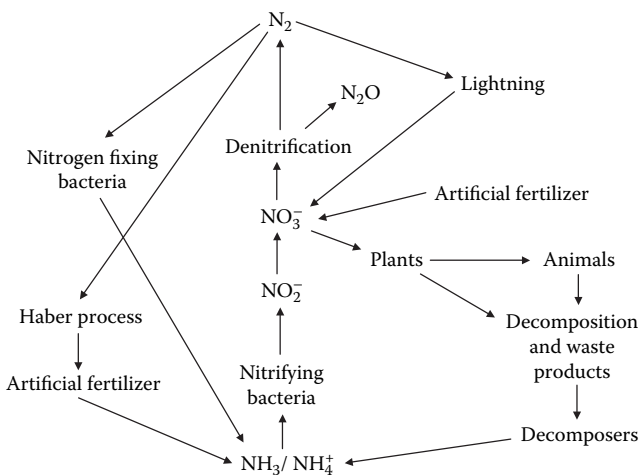 N₂
Lightning
N₂O
Denitrification
Nitrogen fixing
bacteria
Artificial fertilizer
NO₃⁻
Plants
Animals
NO₂⁻
Haber process
Decomposition
and waste
products
Artificial fertilizer
Nitrifying
bacteria
Decomposers
NH₃/ NH₄⁺